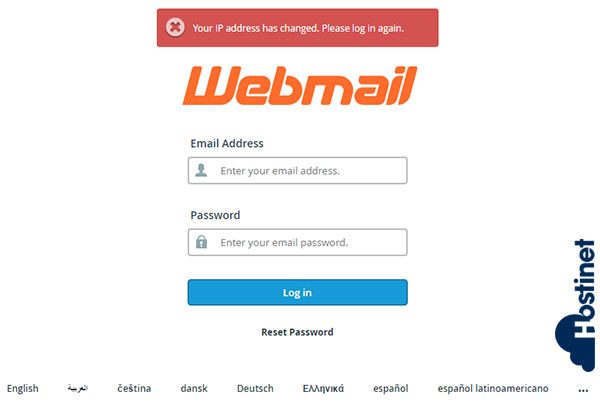 Your IP address has changed. Please log in again.
Webmail
Email Address
Enter your email address.
Password
Enter your email password.
Log in
Reset Password
Hostinet
English العربية čeština dansk Deutsch Ελληνικά español español latinoamericano ...